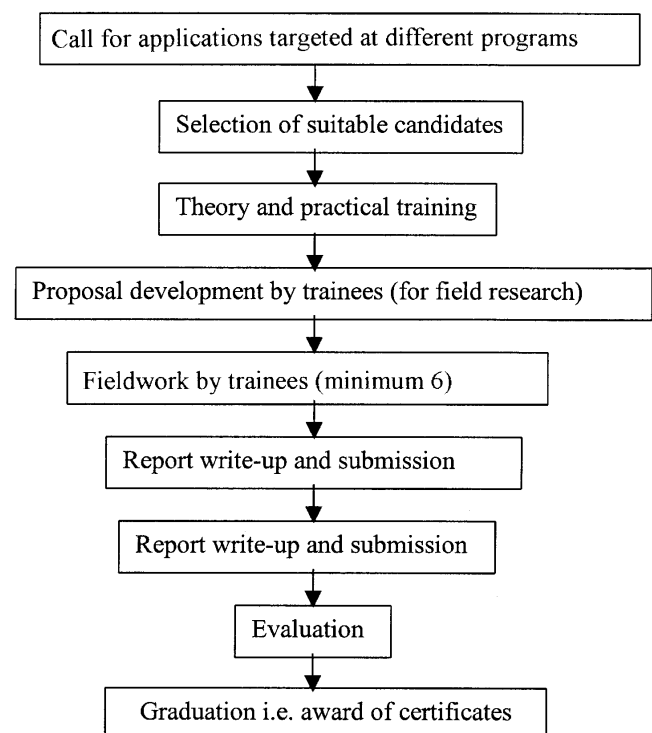 Call for applications targeted at different programs
Selection of suitable candidates
Theory and practical training
Proposal development by trainees (for field research)
Fieldwork by trainees (minimum 6)
Report write-up and submission
Report write-up and submission
Evaluation
Graduation i.e. award of certificates